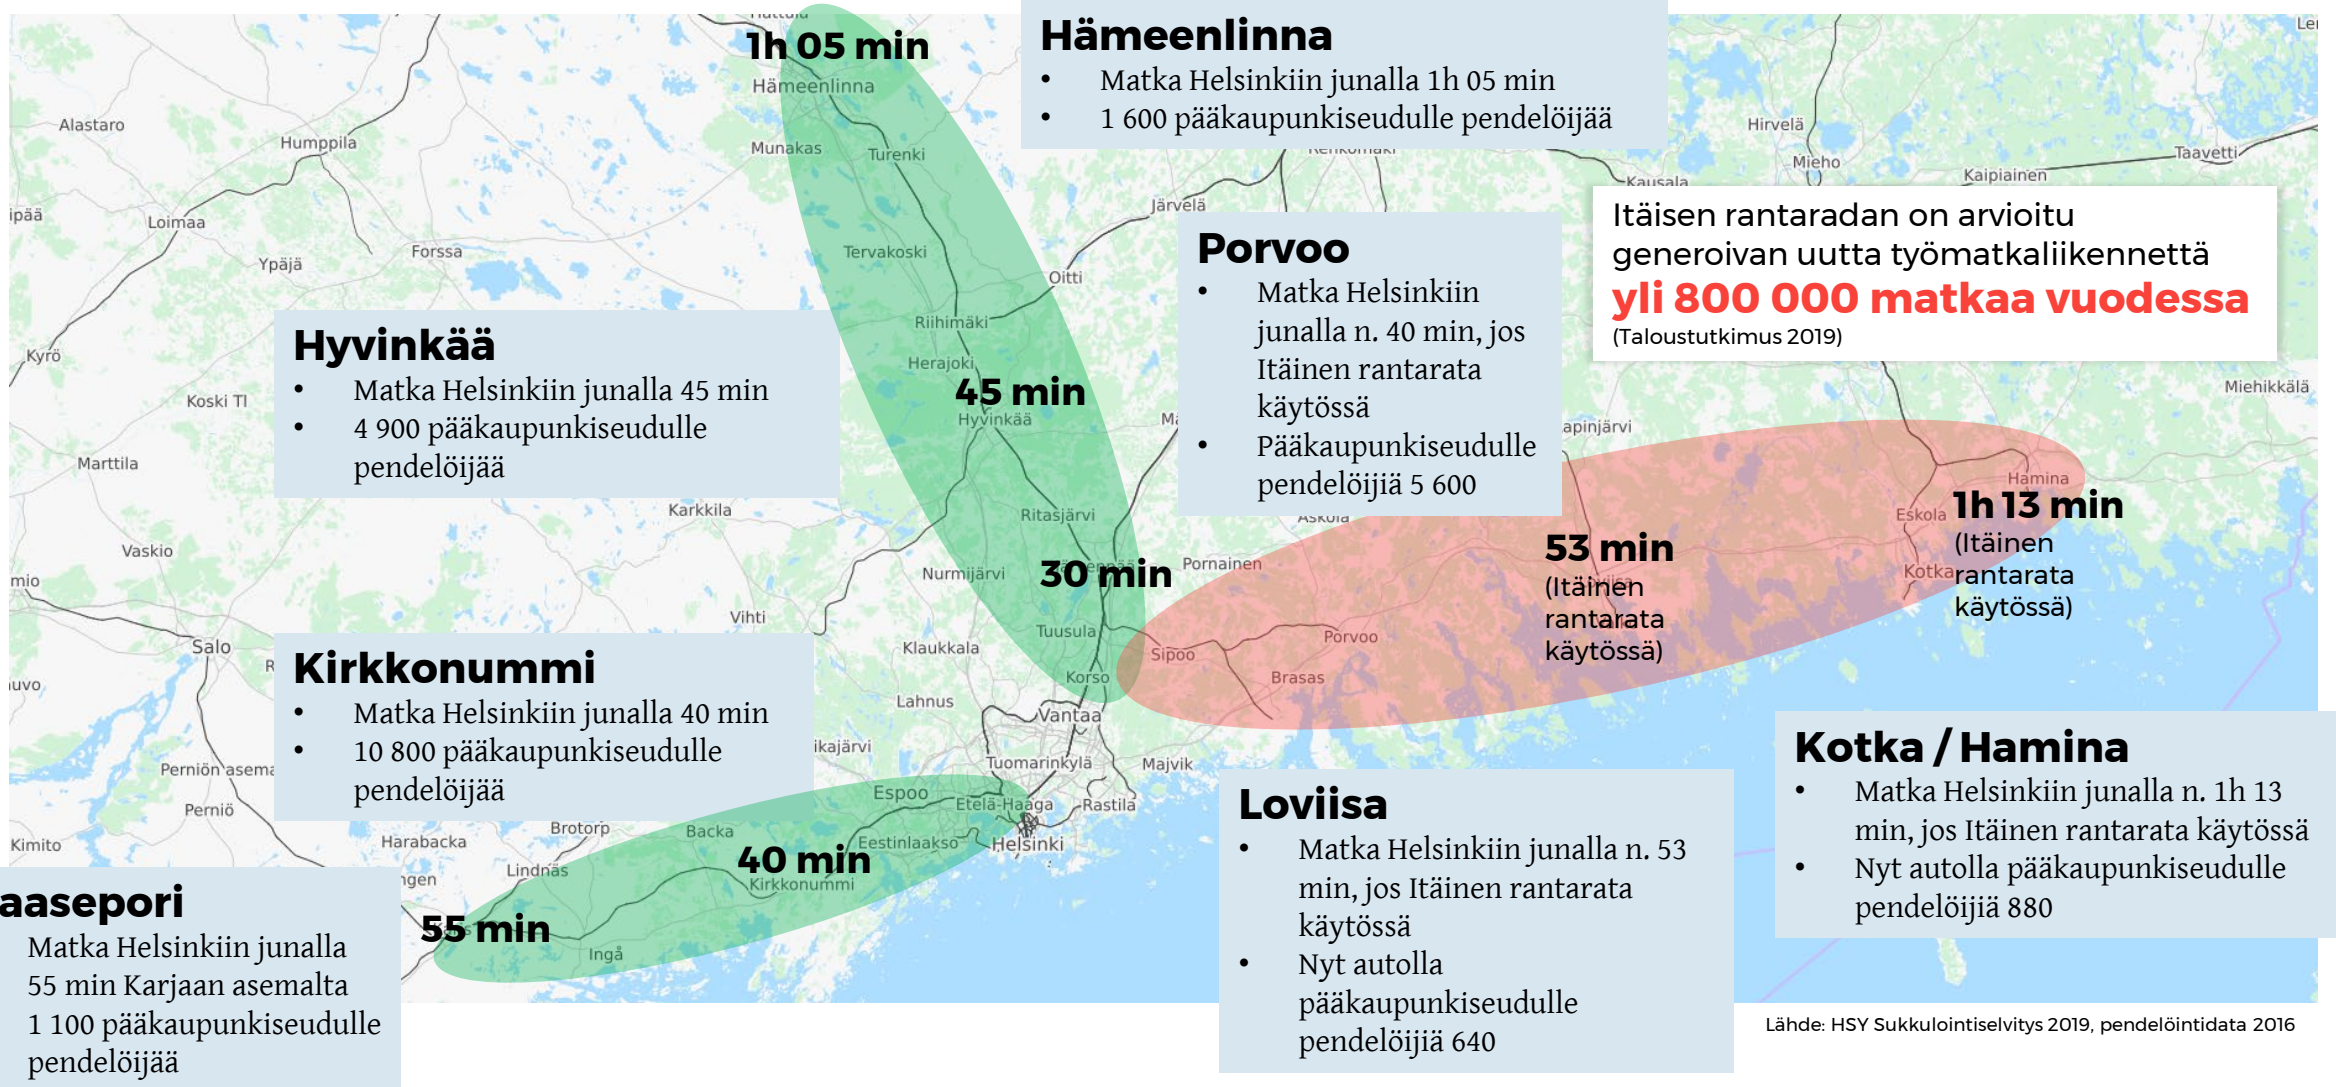 1h 05 min
Hämeenlinna
Munakas
Turenki
Tervakoski
Riihimäki
Herajoki
45 min
Hyvinkää
Ritasjärvi
30 min
Nurmijärvi
Tuusula
Klaukkala
Korso
Lahnus
Vantaa
Tuomarinkylä
Majvik
Espoo
Etelä-Haaga
Rastila
Eestinlaakso
Helsinki
Alastaro
Humppila
Loimaa
Ypäjä
Forssa
Kyrö
Koski Tl
Marttila
Karkkila
Vaskio
Vihti
Salo
Perniö
Kimito
Harabacka
Brotorp
Backa
Lindnäs
40 min
Kirkkonummi
55 min
Ingå
Hämeenlinna
• Matka Helsinkiin junalla 1h 05 min
• 1 600 pääkaupunkiseudulle pendelöijää
Hirvelä
Mieho
Taavetti
Kaipiainen
Kausala
Järvelä
Oitti
Miehikkälä
Itäisen rantaradan on arvioitu
generoivan uutta työmatkaliikennettä
yli 800 000 matkaa vuodessa
(Taloustutkimus 2019)
Porvoo
• Matka Helsinkiin
junalla n. 40 min, jos
Itäinen rantarata
käytössä
• Pääkaupunkiseudulle
pendelöijiä 5 600
Hyvinkää
• Matka Helsinkiin junalla 45 min
• 4 900 pääkaupunkiseudulle
pendelöijää
Askola
Pornainen
Sipoo
Porvoo
Brasas
53 min
(Itäinen
rantarata
käytössä)
Hamina
Eskola
Kotka
1h 13 min
(Itäinen
rantarata
käytössä)
Kirkkonummi
• Matka Helsinkiin junalla 40 min
• 10 800 pääkaupunkiseudulle
pendelöijää
Kotka / Hamina
• Matka Helsinkiin junalla n. 1h 13
min, jos Itäinen rantarata käytössä
• Nyt autolla pääkaupunkiseudulle
pendelöijiä 880
Loviisa
• Matka Helsinkiin junalla n. 53
min, jos Itäinen rantarata
käytössä
• Nyt autolla
pääkaupunkiseudulle
pendelöijiä 640
aasepori
Matka Helsinkiin junalla
55 min Karjaan asemalta
1 100 pääkaupunkiseudulle
pendelöijää
Lähde: HSY Sukkulointiselvitys 2019, pendelöintidata 2016